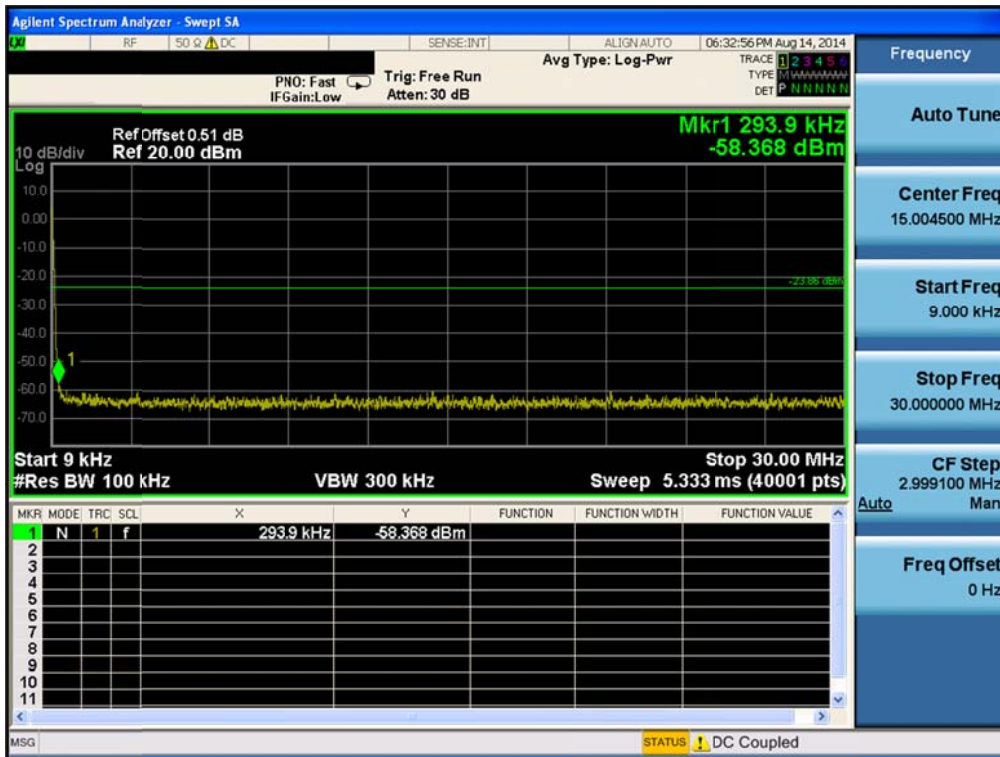 Agilent Spectrum Analyzer - Swept SA
LXI RF 50 Ω DC SENSE:INT ALIGN AUTO 06:32:56 PM Aug 14, 2014
PNO: Fast Trig: Free Run Avg Type: Log-Pwr TRACE 1 2 3 4 5 6
IFGain:Low Atten: 30 dB TYPE M
DET P N N N N N
Ref Offset 0.51 dB
Ref 20.00 dBm
Mkr1 293.9 kHz
-58.368 dBm
10 dB/div
Log
10.0
0.00
-10.0
-20.0
-23.86 dBm
-30.0
-40.0
-50.0
1
-60.0
-70.0
Start 9 kHz Stop 30.00 MHz
#Res BW 100 kHz VBW 300 kHz Sweep 5.333 ms (40001 pts)
MKR MODE TRC SCL X Y FUNCTION FUNCTION WIDTH FUNCTION VALUE
1 N 1 f 293.9 kHz -58.368 dBm
2
3
4
5
6
7
8
9
10
11
MSG STATUS DC Coupled
Frequency
Auto Tune
Center Freq
15.004500 MHz
Start Freq
9.000 kHz
Stop Freq
30.000000 MHz
CF Step
2.999100 MHz
Auto Man
Freq Offset
0 Hz